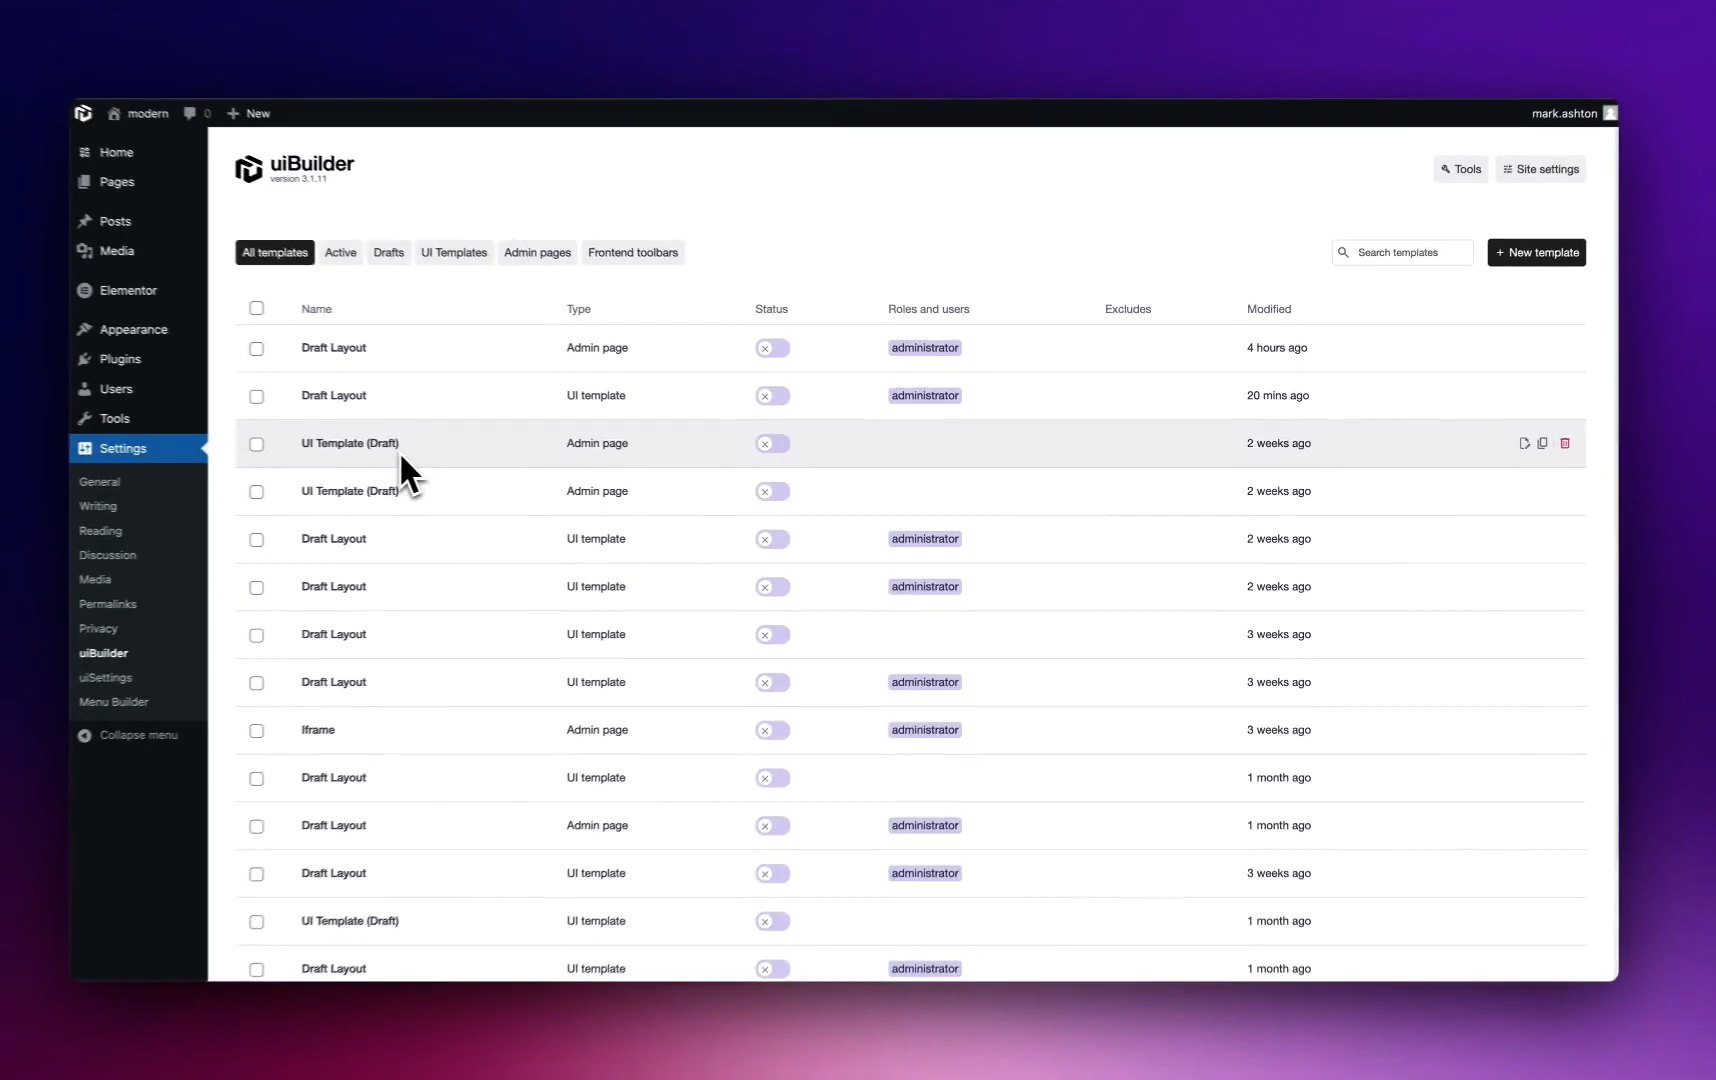 modern 0 New mark.ashton
Home
Pages
Posts
Media
Elementor
Appearance
Plugins
Users
Tools
Settings
General
Writing
Reading
Discussion
Media
Permalinks
Privacy
uiBuilder
uiSettings
Menu Builder
Collapse menu
uiBuilder
version 3.1.11
Tools Site settings
All templates Active Drafts UI Templates Admin pages Frontend toolbars Search templates + New template
Name Type Status Roles and users Excludes Modified
Draft Layout Admin page administrator 4 hours ago
Draft Layout UI template administrator 20 mins ago
UI Template (Draft) Admin page 2 weeks ago
UI Template (Draft) Admin page 2 weeks ago
Draft Layout UI template administrator 2 weeks ago
Draft Layout UI template administrator 2 weeks ago
Draft Layout UI template 3 weeks ago
Draft Layout UI template administrator 3 weeks ago
Iframe Admin page administrator 3 weeks ago
Draft Layout UI template 1 month ago
Draft Layout Admin page administrator 1 month ago
Draft Layout UI template administrator 3 weeks ago
UI Template (Draft) UI template 1 month ago
Draft Layout UI template administrator 1 month ago